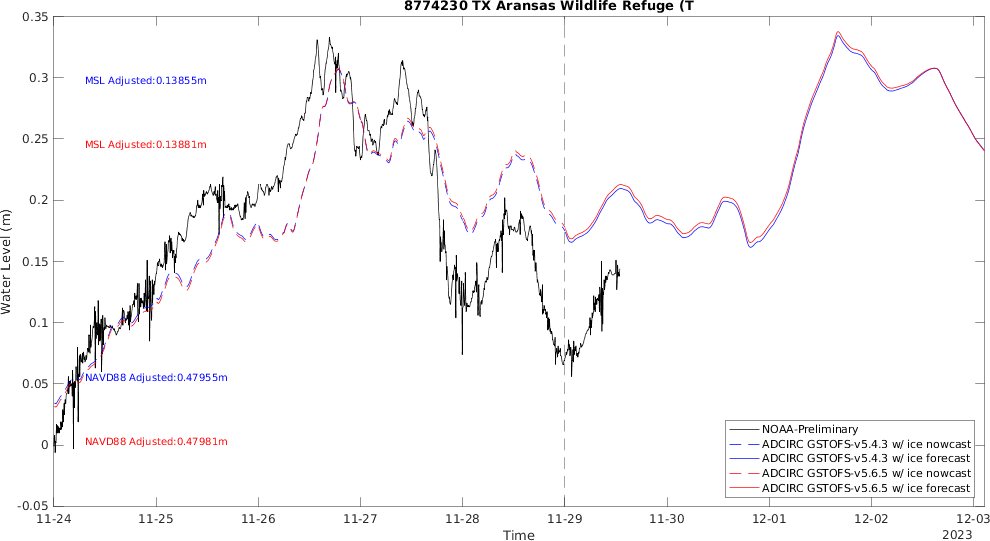 8774230 TX Aransas Wildlife Refuge (T
0.35
0.3
0.25
0.2
0.15
0.1
0.05
0
-0.05
Water Level (m)
MSL Adjusted:0.13855m
MSL Adjusted:0.13881m
NAVD88 Adjusted:0.47955m
NAVD88 Adjusted:0.47981m
NOAA-Preliminary
ADCIRC GSTOFS-v5.4.3 w/ ice nowcast
ADCIRC GSTOFS-v5.4.3 w/ ice forecast
ADCIRC GSTOFS-v5.6.5 w/ ice nowcast
ADCIRC GSTOFS-v5.6.5 w/ ice forecast
11-24 11-25 11-26 11-27 11-28 11-29 11-30 12-01 12-02 12-03
Time
2023